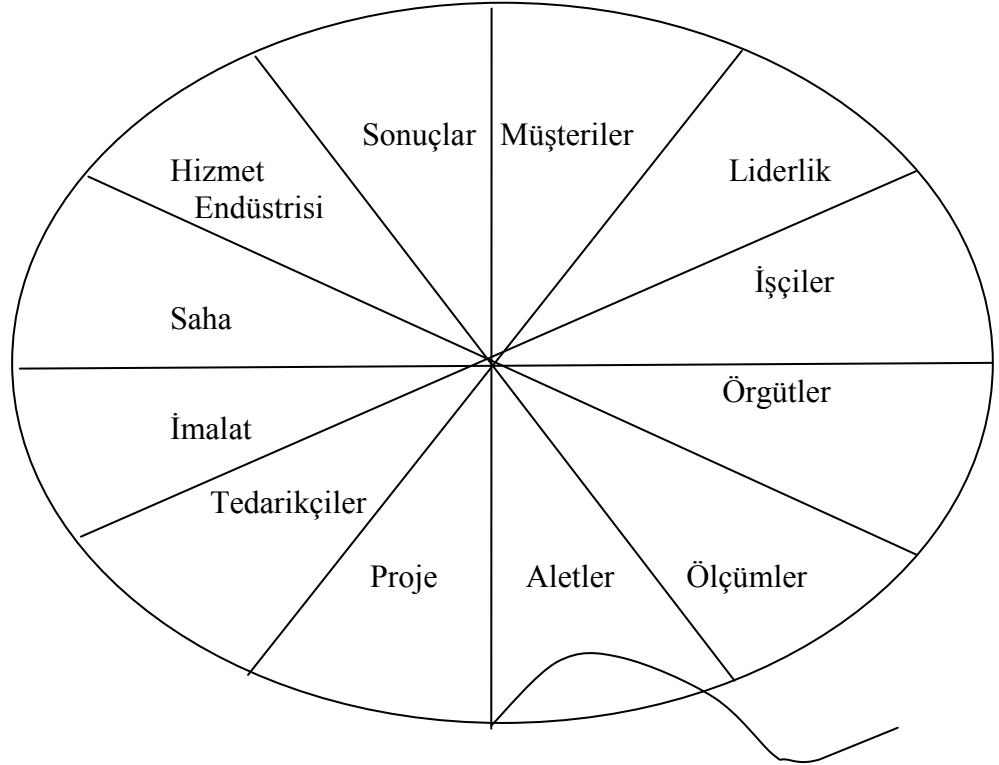 Sonuçlar
Müşteriler
Hizmet
Endüstrisi
Liderlik
İşçiler
Saha
Örgütler
İmalat
Tedarikçiler
Proje
Aletler
Ölçümler